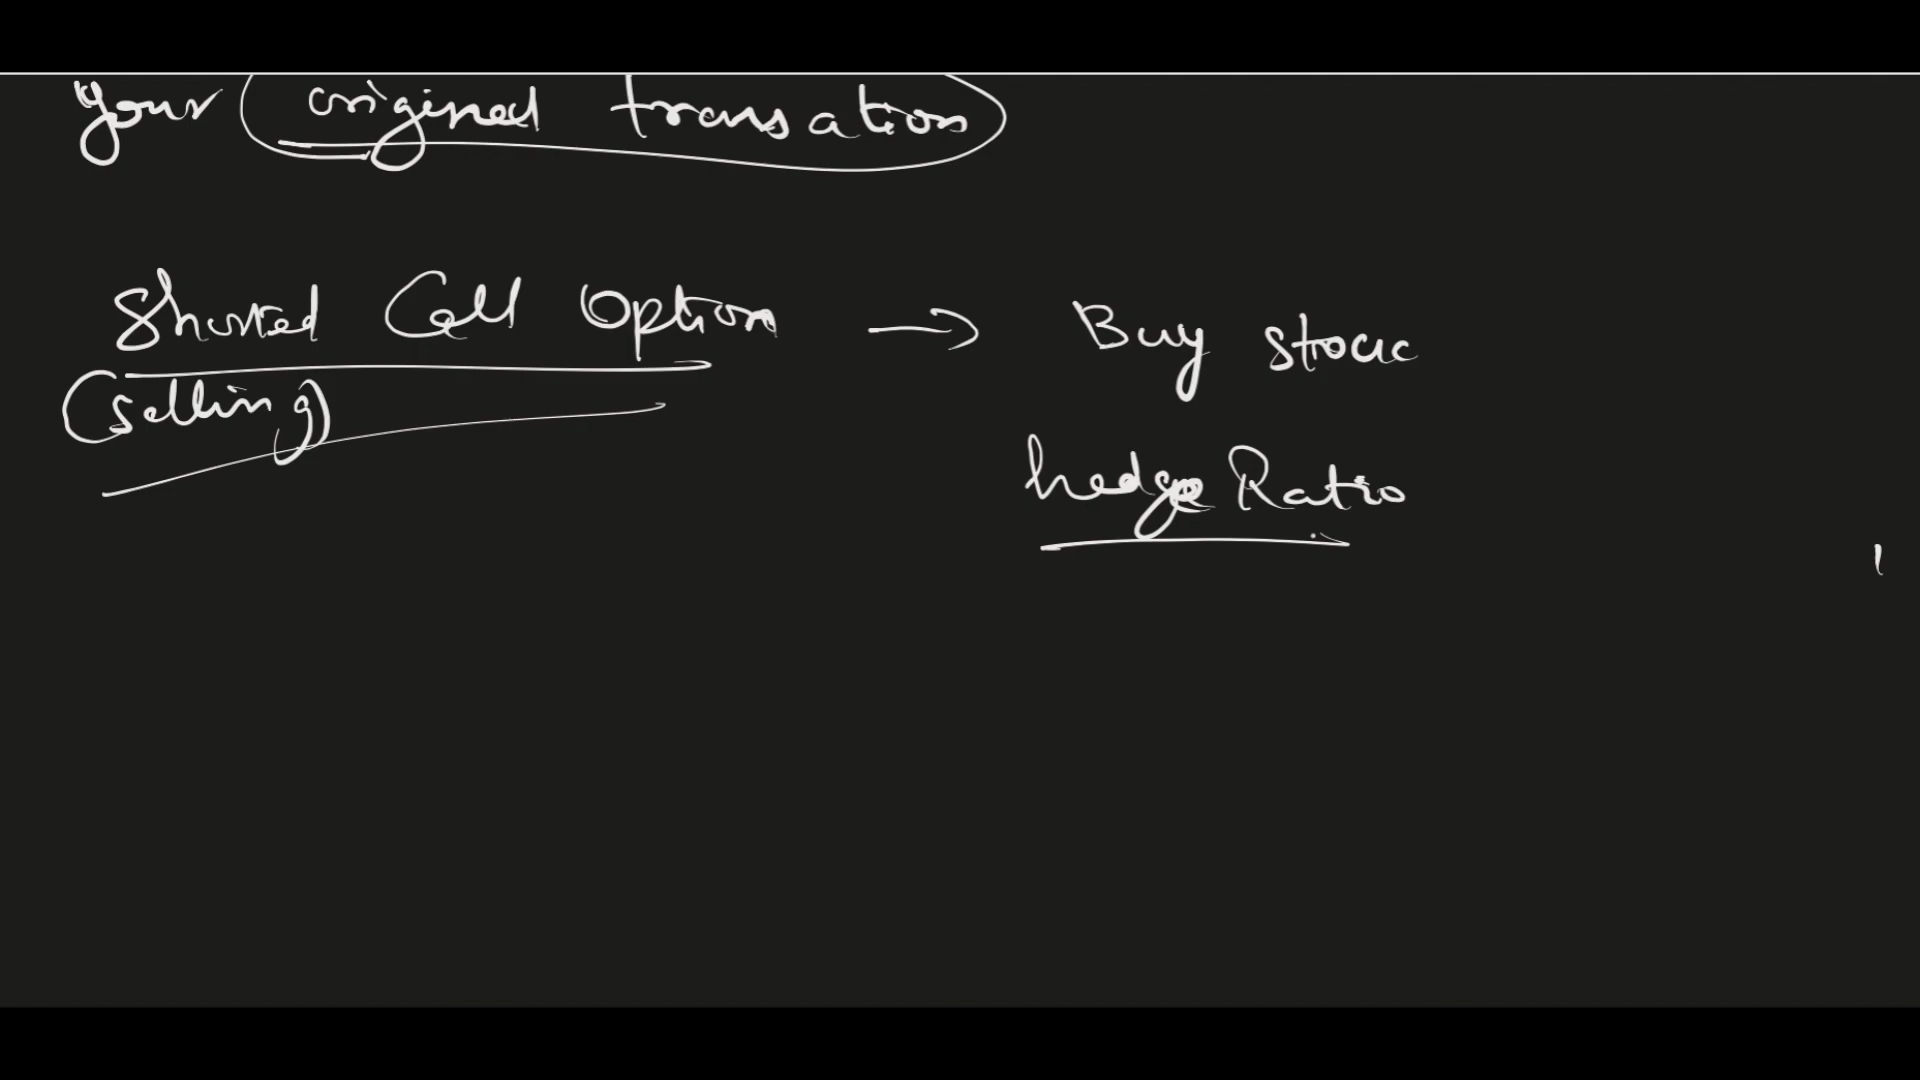 your original transation
Shorted Call Option → Buy stock
(selling)
hedge Ratio